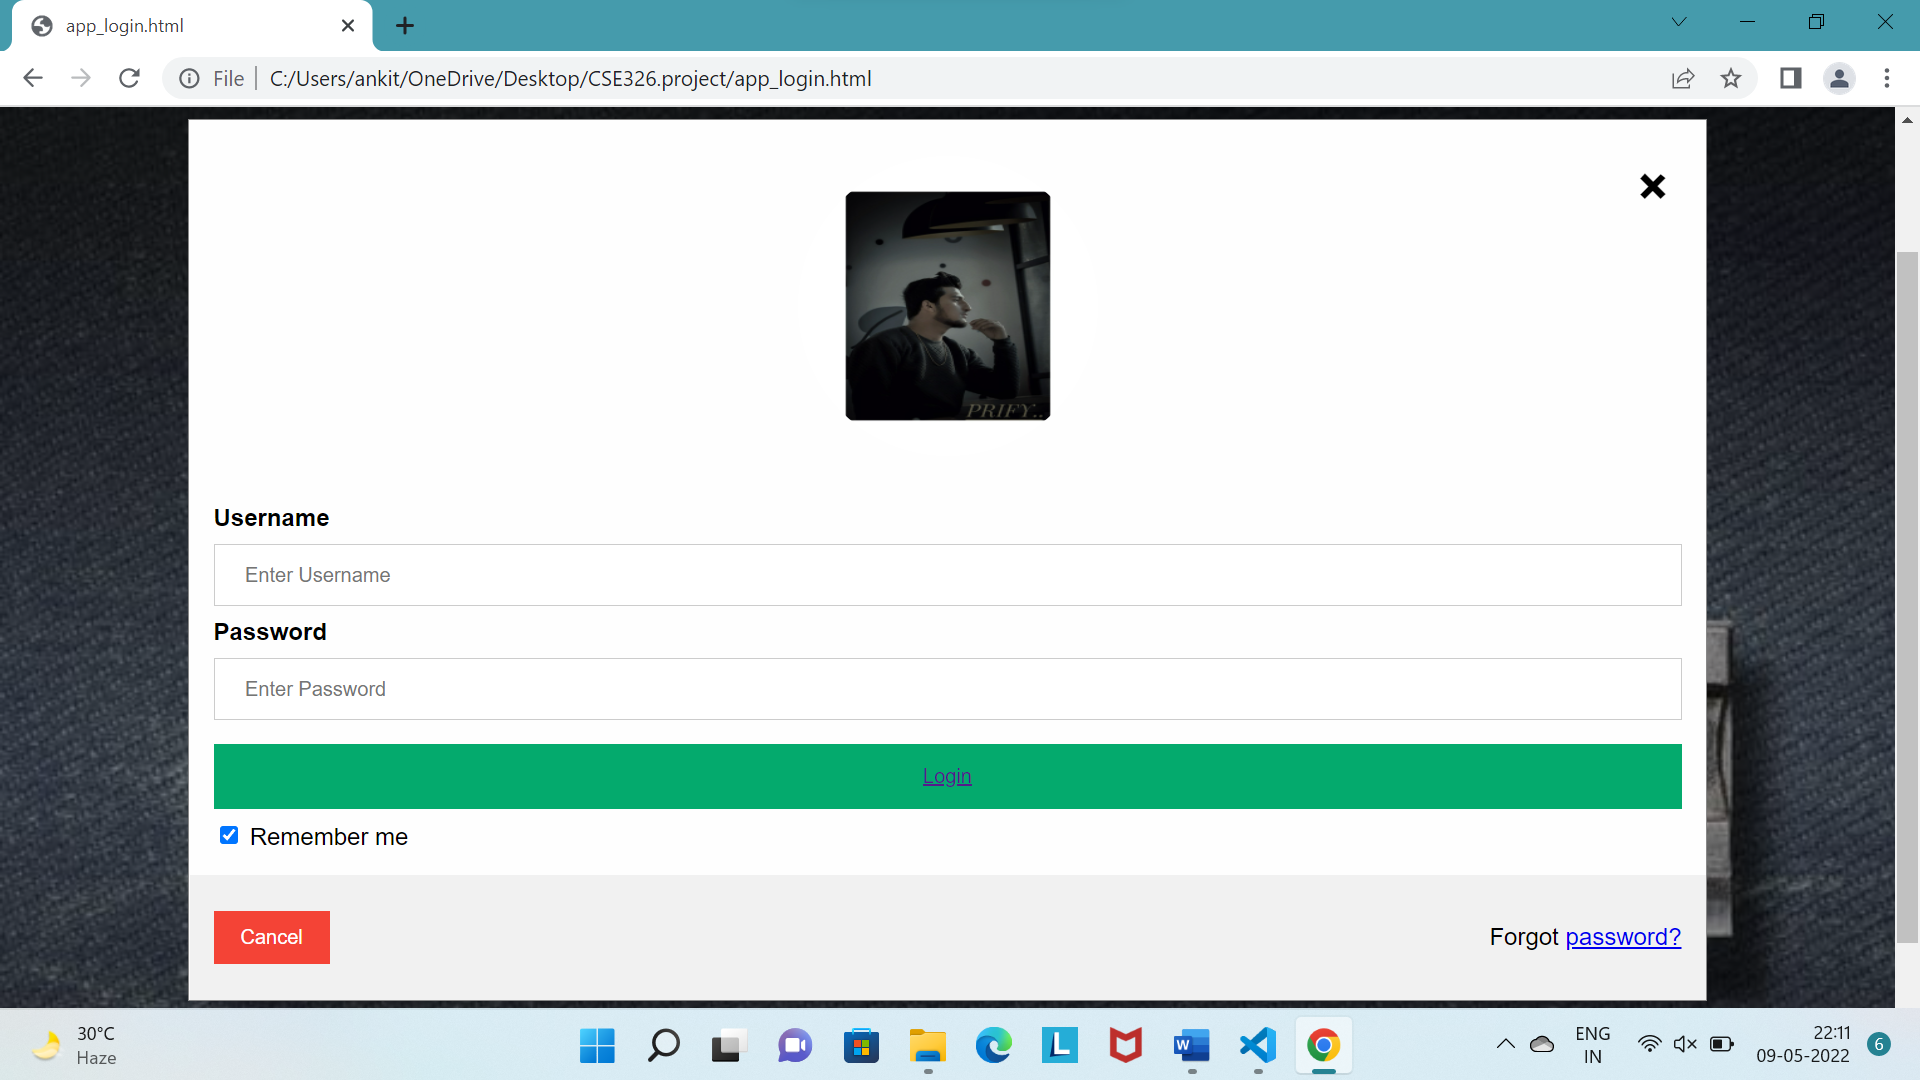 app_login.html
File
C:/Users/ankit/OneDrive/Desktop/CSE326.project/app_login.html
PRIFY..
Username
Enter Username
Password
Enter Password
Login
Remember me
Cancel
Forgot password?
30°C
Haze
L
W
ENG
IN
22:11
09-05-2022
6